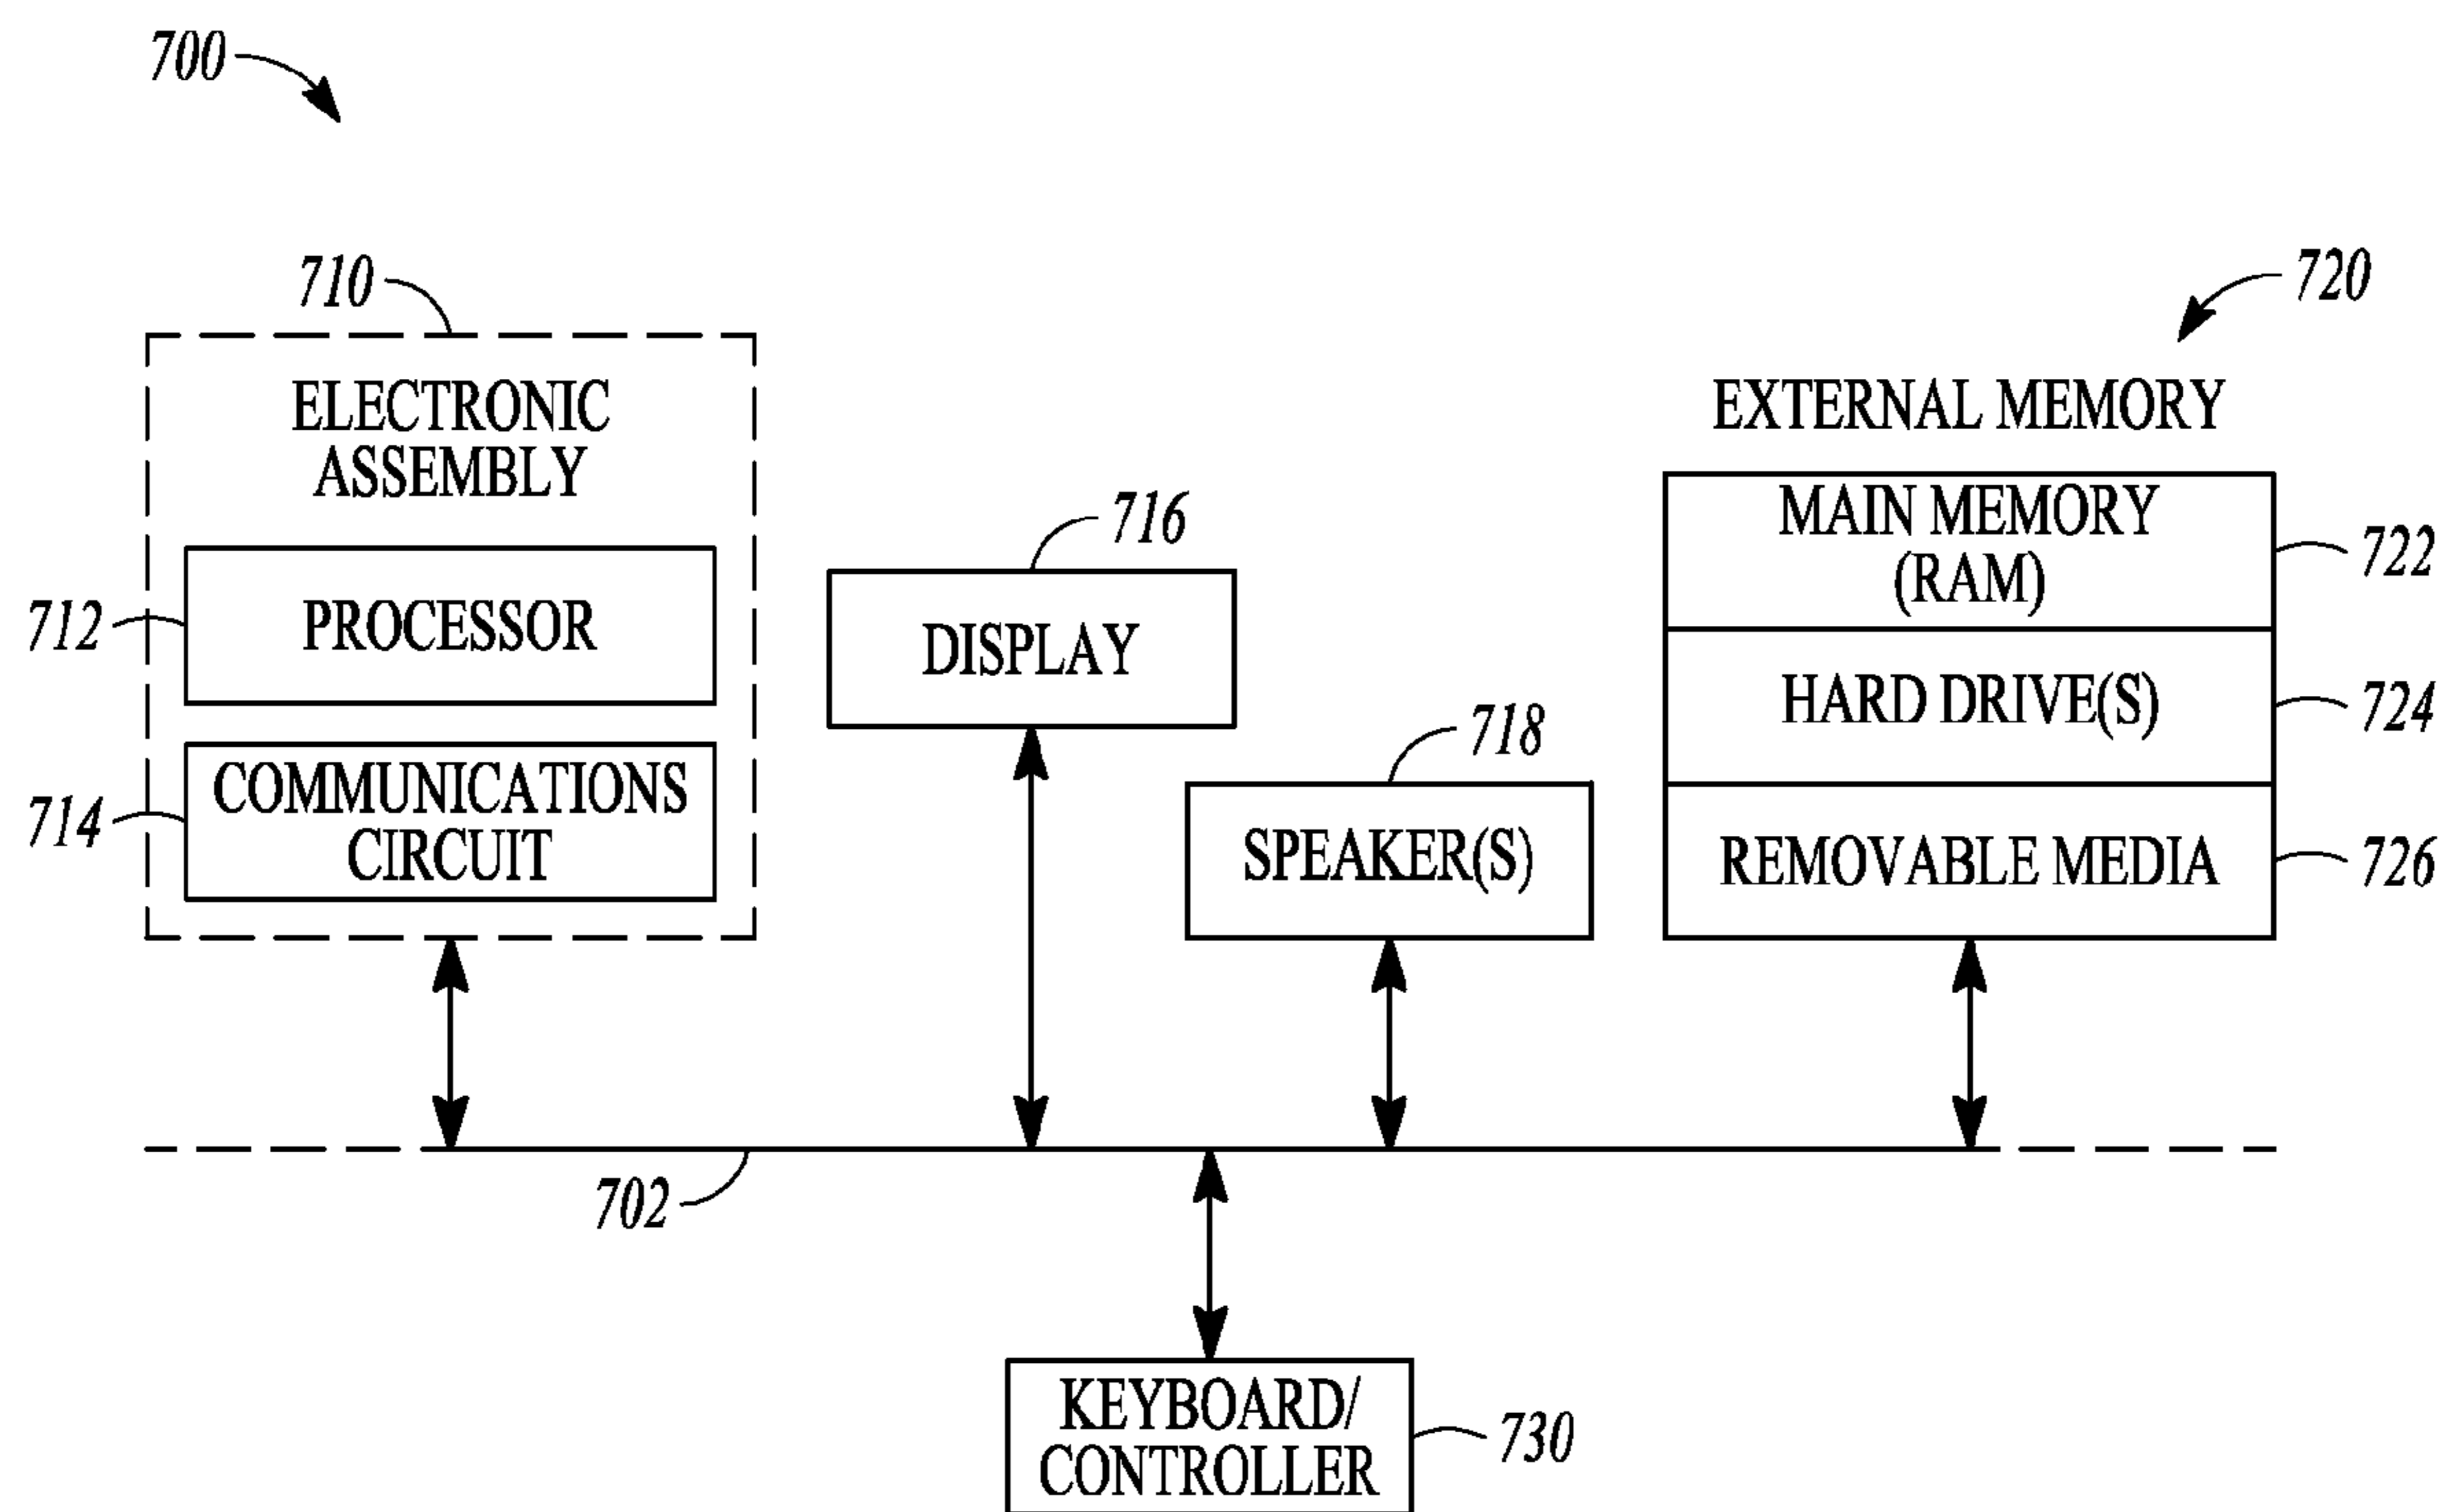 700
710
720
ELECTRONIC
ASSEMBLY
EXTERNAL MEMORY
716
MAIN MEMORY
(RAM)
722
712
PROCESSOR
DISPLAY
HARD DRIVE(S)
724
718
714
COMMUNICATIONS
CIRCUIT
SPEAKER(S)
REMOVABLE MEDIA
726
702
KEYBOARD/
CONTROLLER
730